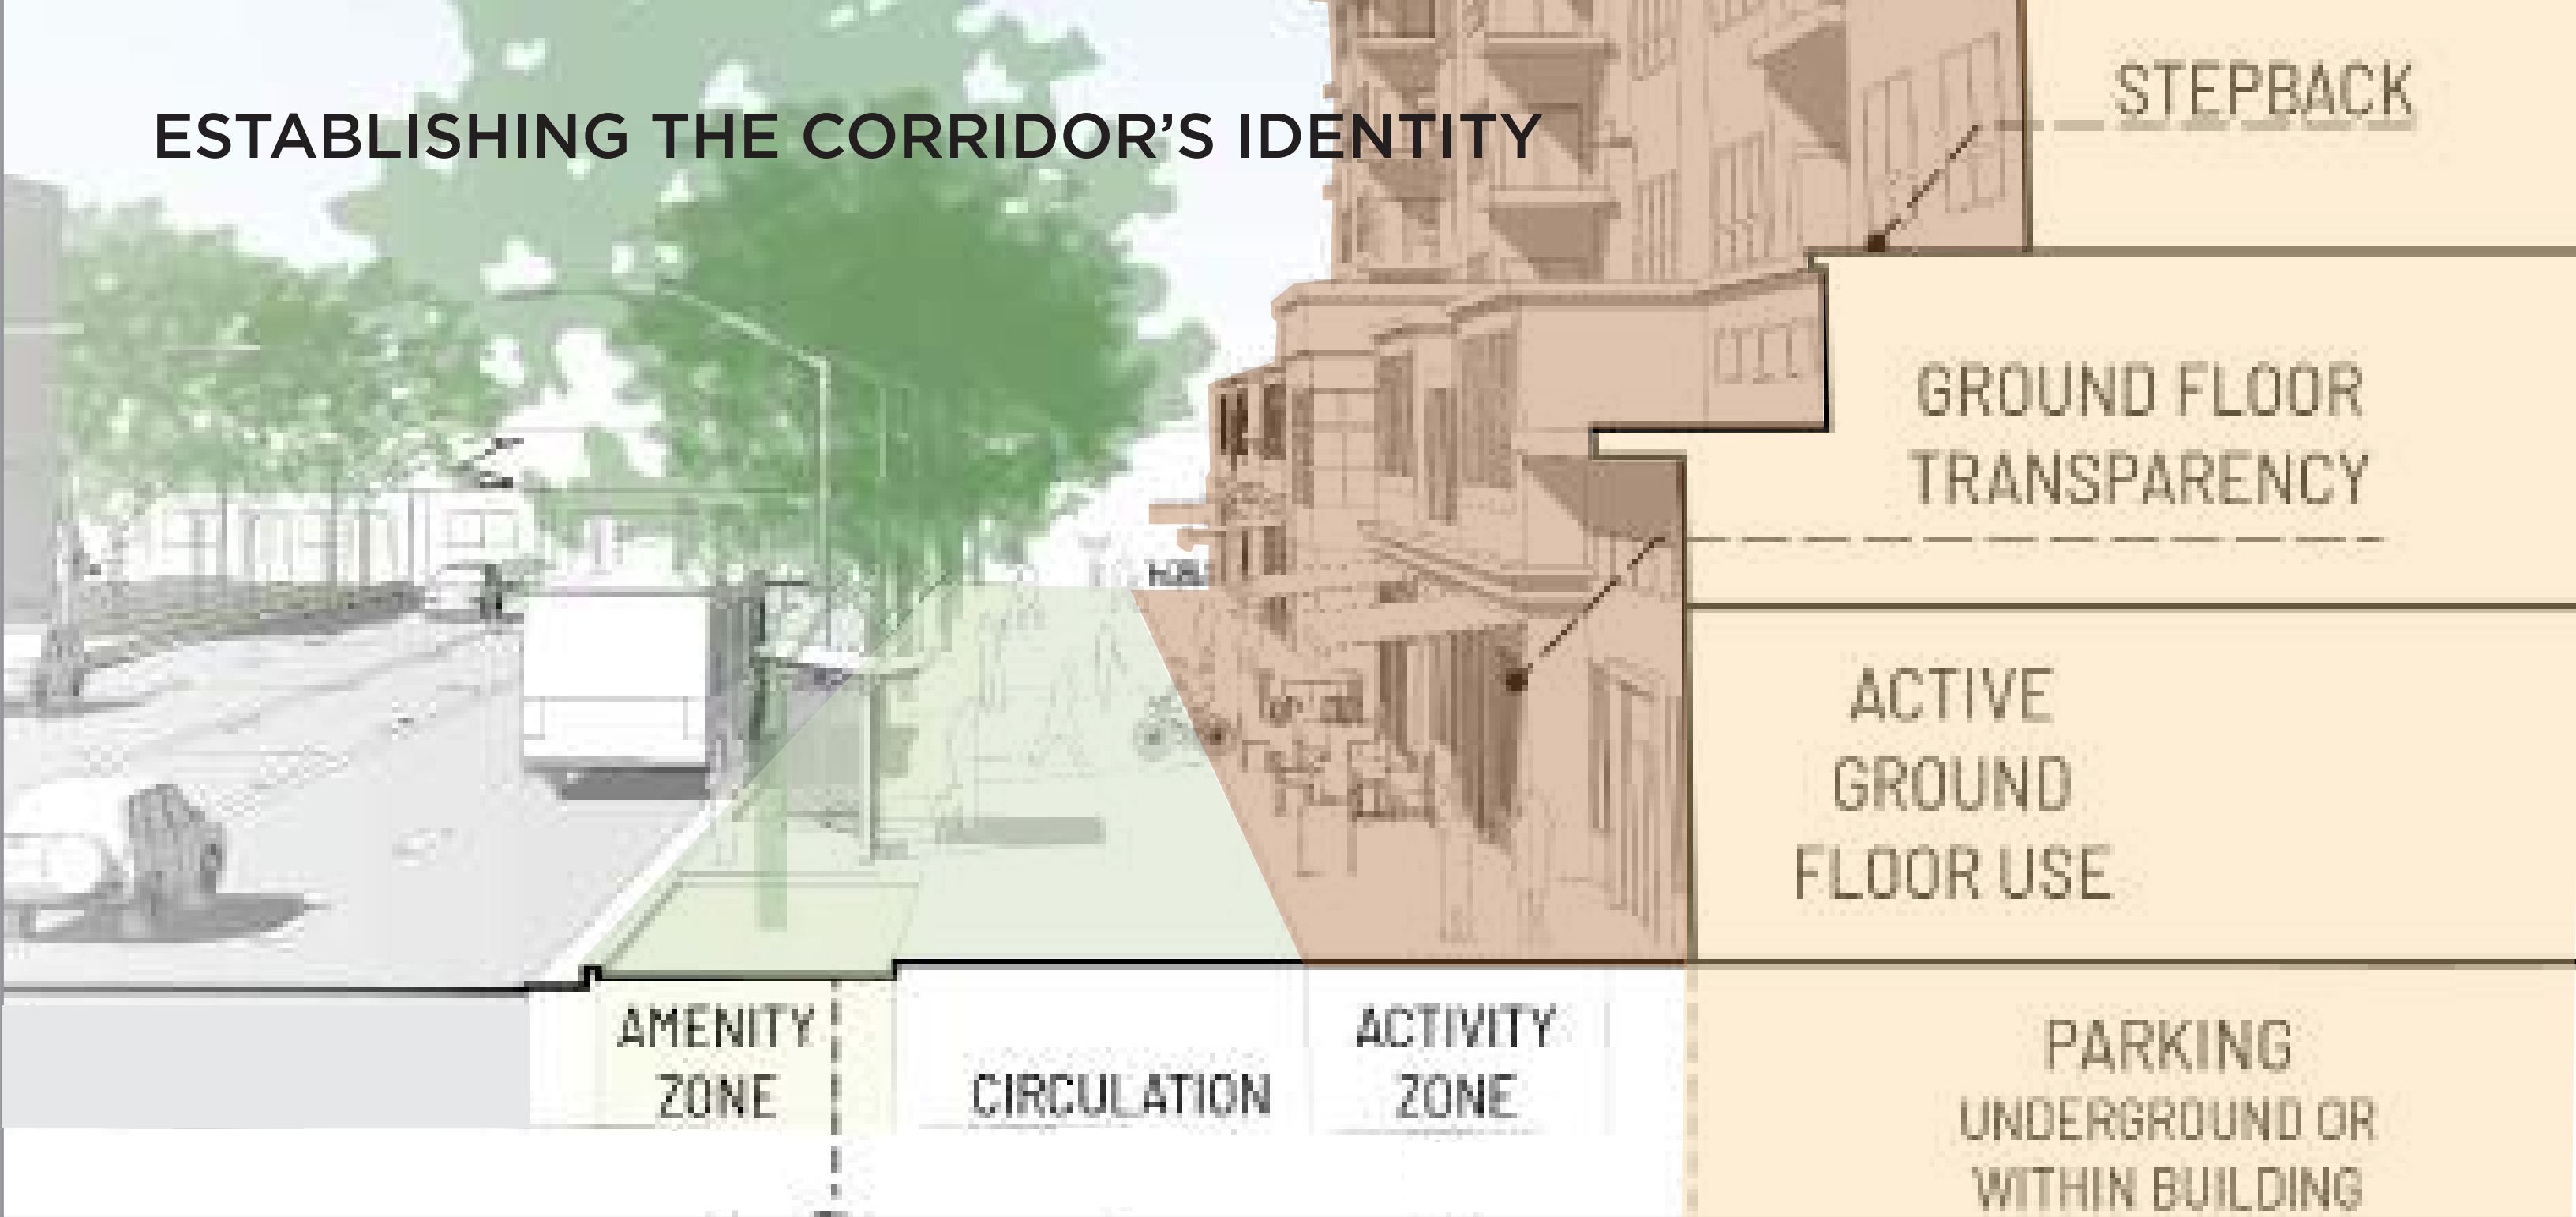 ESTABLISHING THE CORRIDOR'S IDENTITY
STEPBACK
GROUND FLOOR
TRANSPARENCY
ACTIVE
GROUND
FLOOR USE
AMENITY
ZONE
CIRCULATION
ACTIVITY
ZONE
PARKING
UNDERGROUND OR
WITHIN BUILDING